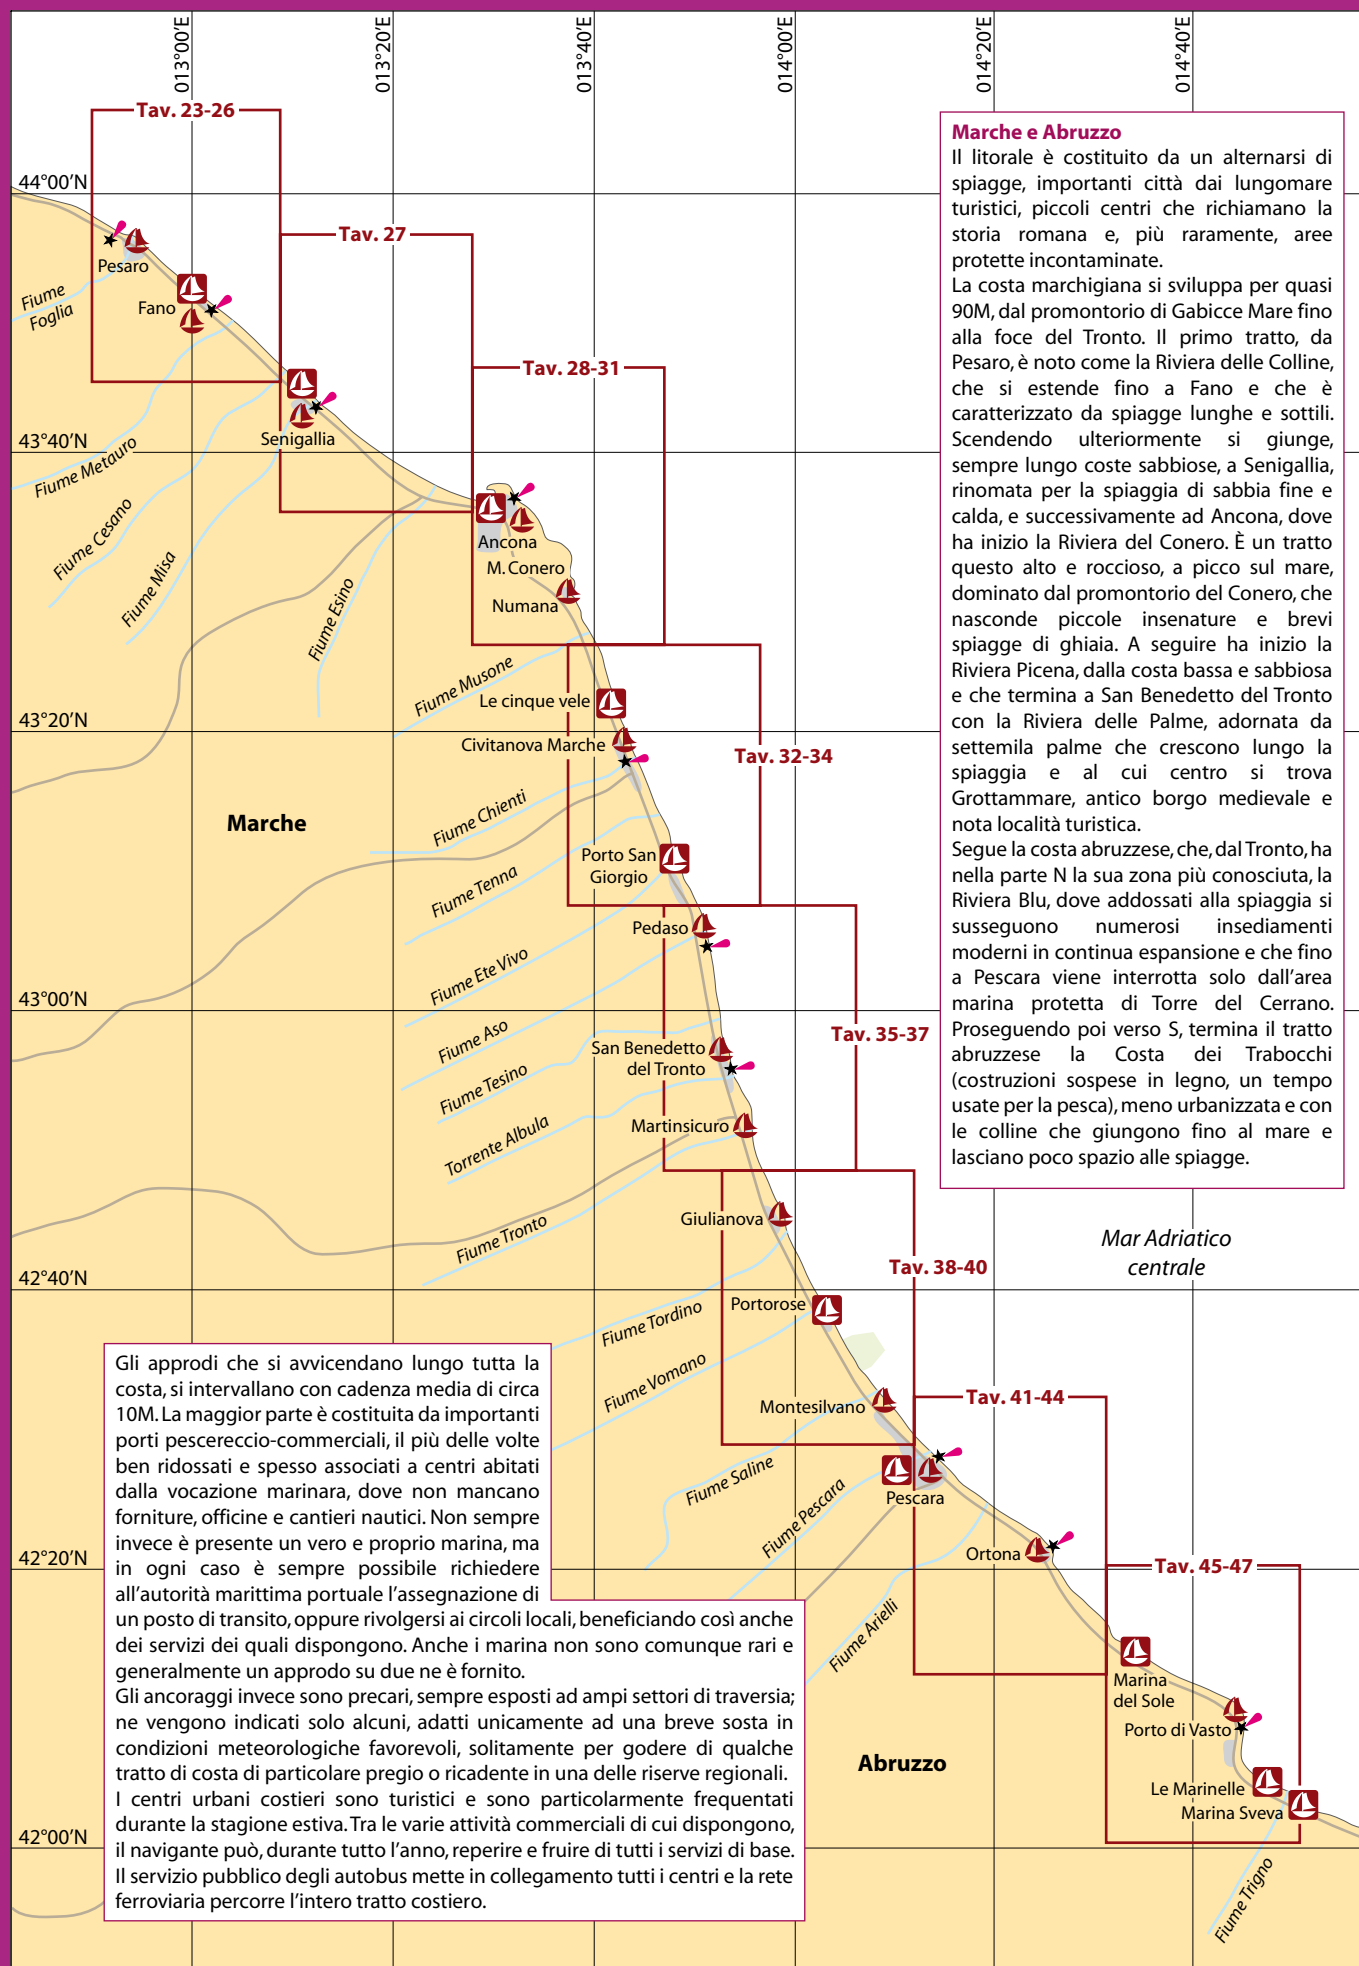 013°00’E
013°20’E
013°40’E
014°00’E
014°20’E
014°40’E
Tav. 23-26
44°00’N
Pesaro
Fiume
Foglia
Fano
Tav. 27
Tav. 28-31
Senigallia
43°40’N
Fiume Metauro
Fiume Cesano
Fiume Misa
Fiume Esino
Ancona
M. Conero
Numana
Fiume Musone
Le cinque vele
43°20’N
Civitanova Marche
Tav. 32-34
Marche
Fiume Chienti
Porto San
Giorgio
Fiume Tenna
Pedaso
Fiume Ete Vivo
43°00’N
Fiume Aso
Tav. 35-37
San Benedetto
del Tronto
Fiume Tesino
Martinsicuro
Torrente Albula
Giulianova
Fiume Tronto
Mar Adriatico
centrale
42°40’N
Tav. 38-40
Portorose
Fiume Tordino
Fiume Vomano
Montesilvano
Tav. 41-44
Fiume Saline
Pescara
Fiume Pescara
Ortona
42°20’N
Tav. 45-47
Fiume Arielli
Marina
del Sole
Porto di Vasto
Abruzzo
Le Marinelle
Marina Sveva
42°00’N
Fiume Trigno
Marche e Abruzzo
Il litorale è costituito da un alternarsi di
spiagge, importanti città dai lungomare
turistici, piccoli centri che richiamano la
storia romana e, più raramente, aree
protette incontaminate.
La costa marchigiana si sviluppa per quasi
90M, dal promontorio di Gabicce Mare fino
alla foce del Tronto. Il primo tratto, da
Pesaro, è noto come la Riviera delle Colline,
che si estende fino a Fano e che è
caratterizzato da spiagge lunghe e sottili.
Scendendo ulteriormente si giunge,
sempre lungo coste sabbiose, a Senigallia,
rinomata per la spiaggia di sabbia fine e
calda, e successivamente ad Ancona, dove
ha inizio la Riviera del Conero. È un tratto
questo alto e roccioso, a picco sul mare,
dominato dal promontorio del Conero, che
nasconde piccole insenature e brevi
spiagge di ghiaia. A seguire ha inizio la
Riviera Picena, dalla costa bassa e sabbiosa
e che termina a San Benedetto del Tronto
con la Riviera delle Palme, adornata da
settemila palme che crescono lungo la
spiaggia e al cui centro si trova
Grottammare, antico borgo medievale e
nota località turistica.
Segue la costa abruzzese, che, dal Tronto, ha
nella parte N la sua zona più conosciuta, la
Riviera Blu, dove addossati alla spiaggia si
susseguono numerosi insediamenti
moderni in continua espansione e che fino
a Pescara viene interrotta solo dall’area
marina protetta di Torre del Cerrano.
Proseguendo poi verso S, termina il tratto
abruzzese la Costa dei Trabocchi
(costruzioni sospese in legno, un tempo
usate per la pesca), meno urbanizzata e con
le colline che giungono fino al mare e
lasciano poco spazio alle spiagge.
Gli approdi che si avvicendano lungo tutta la
costa, si intervallano con cadenza media di circa
10M. La maggior parte è costituita da importanti
porti pescereccio-commerciali, il più delle volte
ben ridossati e spesso associati a centri abitati
dalla vocazione marinara, dove non mancano
forniture, officine e cantieri nautici. Non sempre
invece è presente un vero e proprio marina, ma
in ogni caso è sempre possibile richiedere
all’autorità marittima portuale l’assegnazione di
un posto di transito, oppure rivolgersi ai circoli locali, beneficiando così anche
dei servizi dei quali dispongono. Anche i marina non sono comunque rari e
generalmente un approdo su due ne è fornito.
Gli ancoraggi invece sono precari, sempre esposti ad ampi settori di traversia;
ne vengono indicati solo alcuni, adatti unicamente ad una breve sosta in
condizioni meteorologiche favorevoli, solitamente per godere di qualche
tratto di costa di particolare pregio o ricadente in una delle riserve regionali.
I centri urbani costieri sono turistici e sono particolarmente frequentati
durante la stagione estiva. Tra le varie attività commerciali di cui dispongono,
il navigante può, durante tutto l’anno, reperire e fruire di tutti i servizi di base.
Il servizio pubblico degli autobus mette in collegamento tutti i centri e la rete
ferroviaria percorre l’intero tratto costiero.